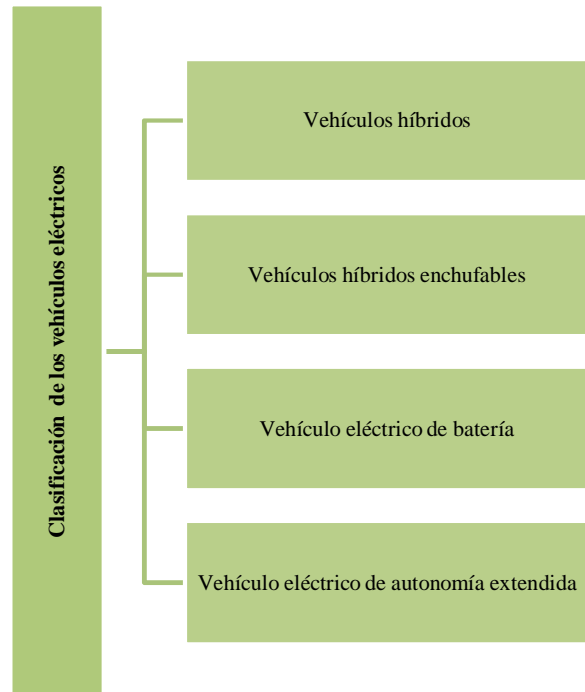 Clasificación de los vehículos eléctricos
Vehículos híbridos
Vehículos híbridos enchufables
Vehículo eléctrico de batería
Vehículo eléctrico de autonomía extendida